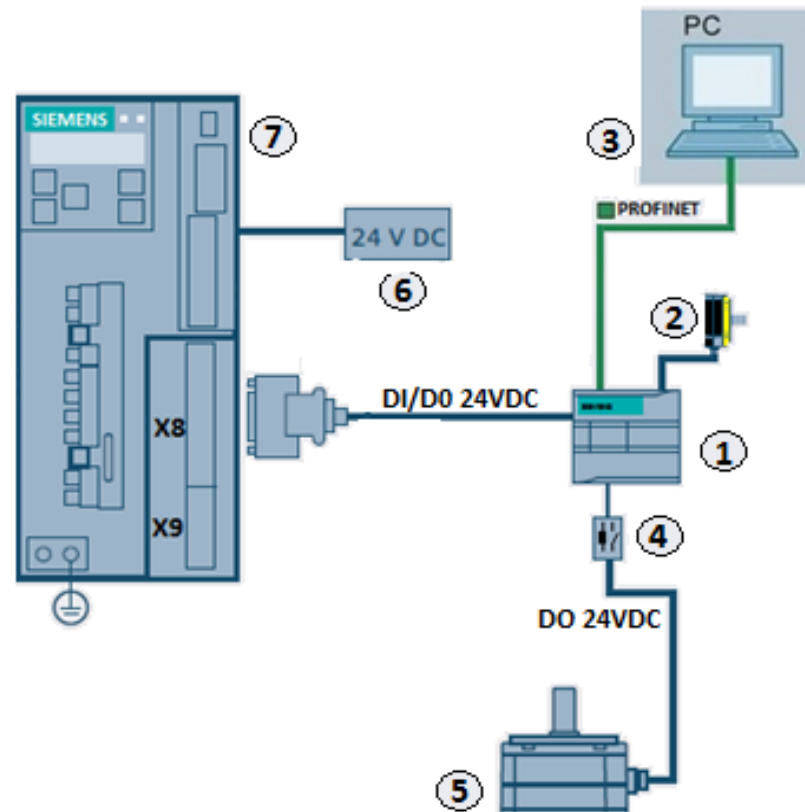 PC
SIEMENS
7
3
PROFINET
24 V DC
6
2
DI/D0 24VDC
X8
1
X9
4
DO 24VDC
5